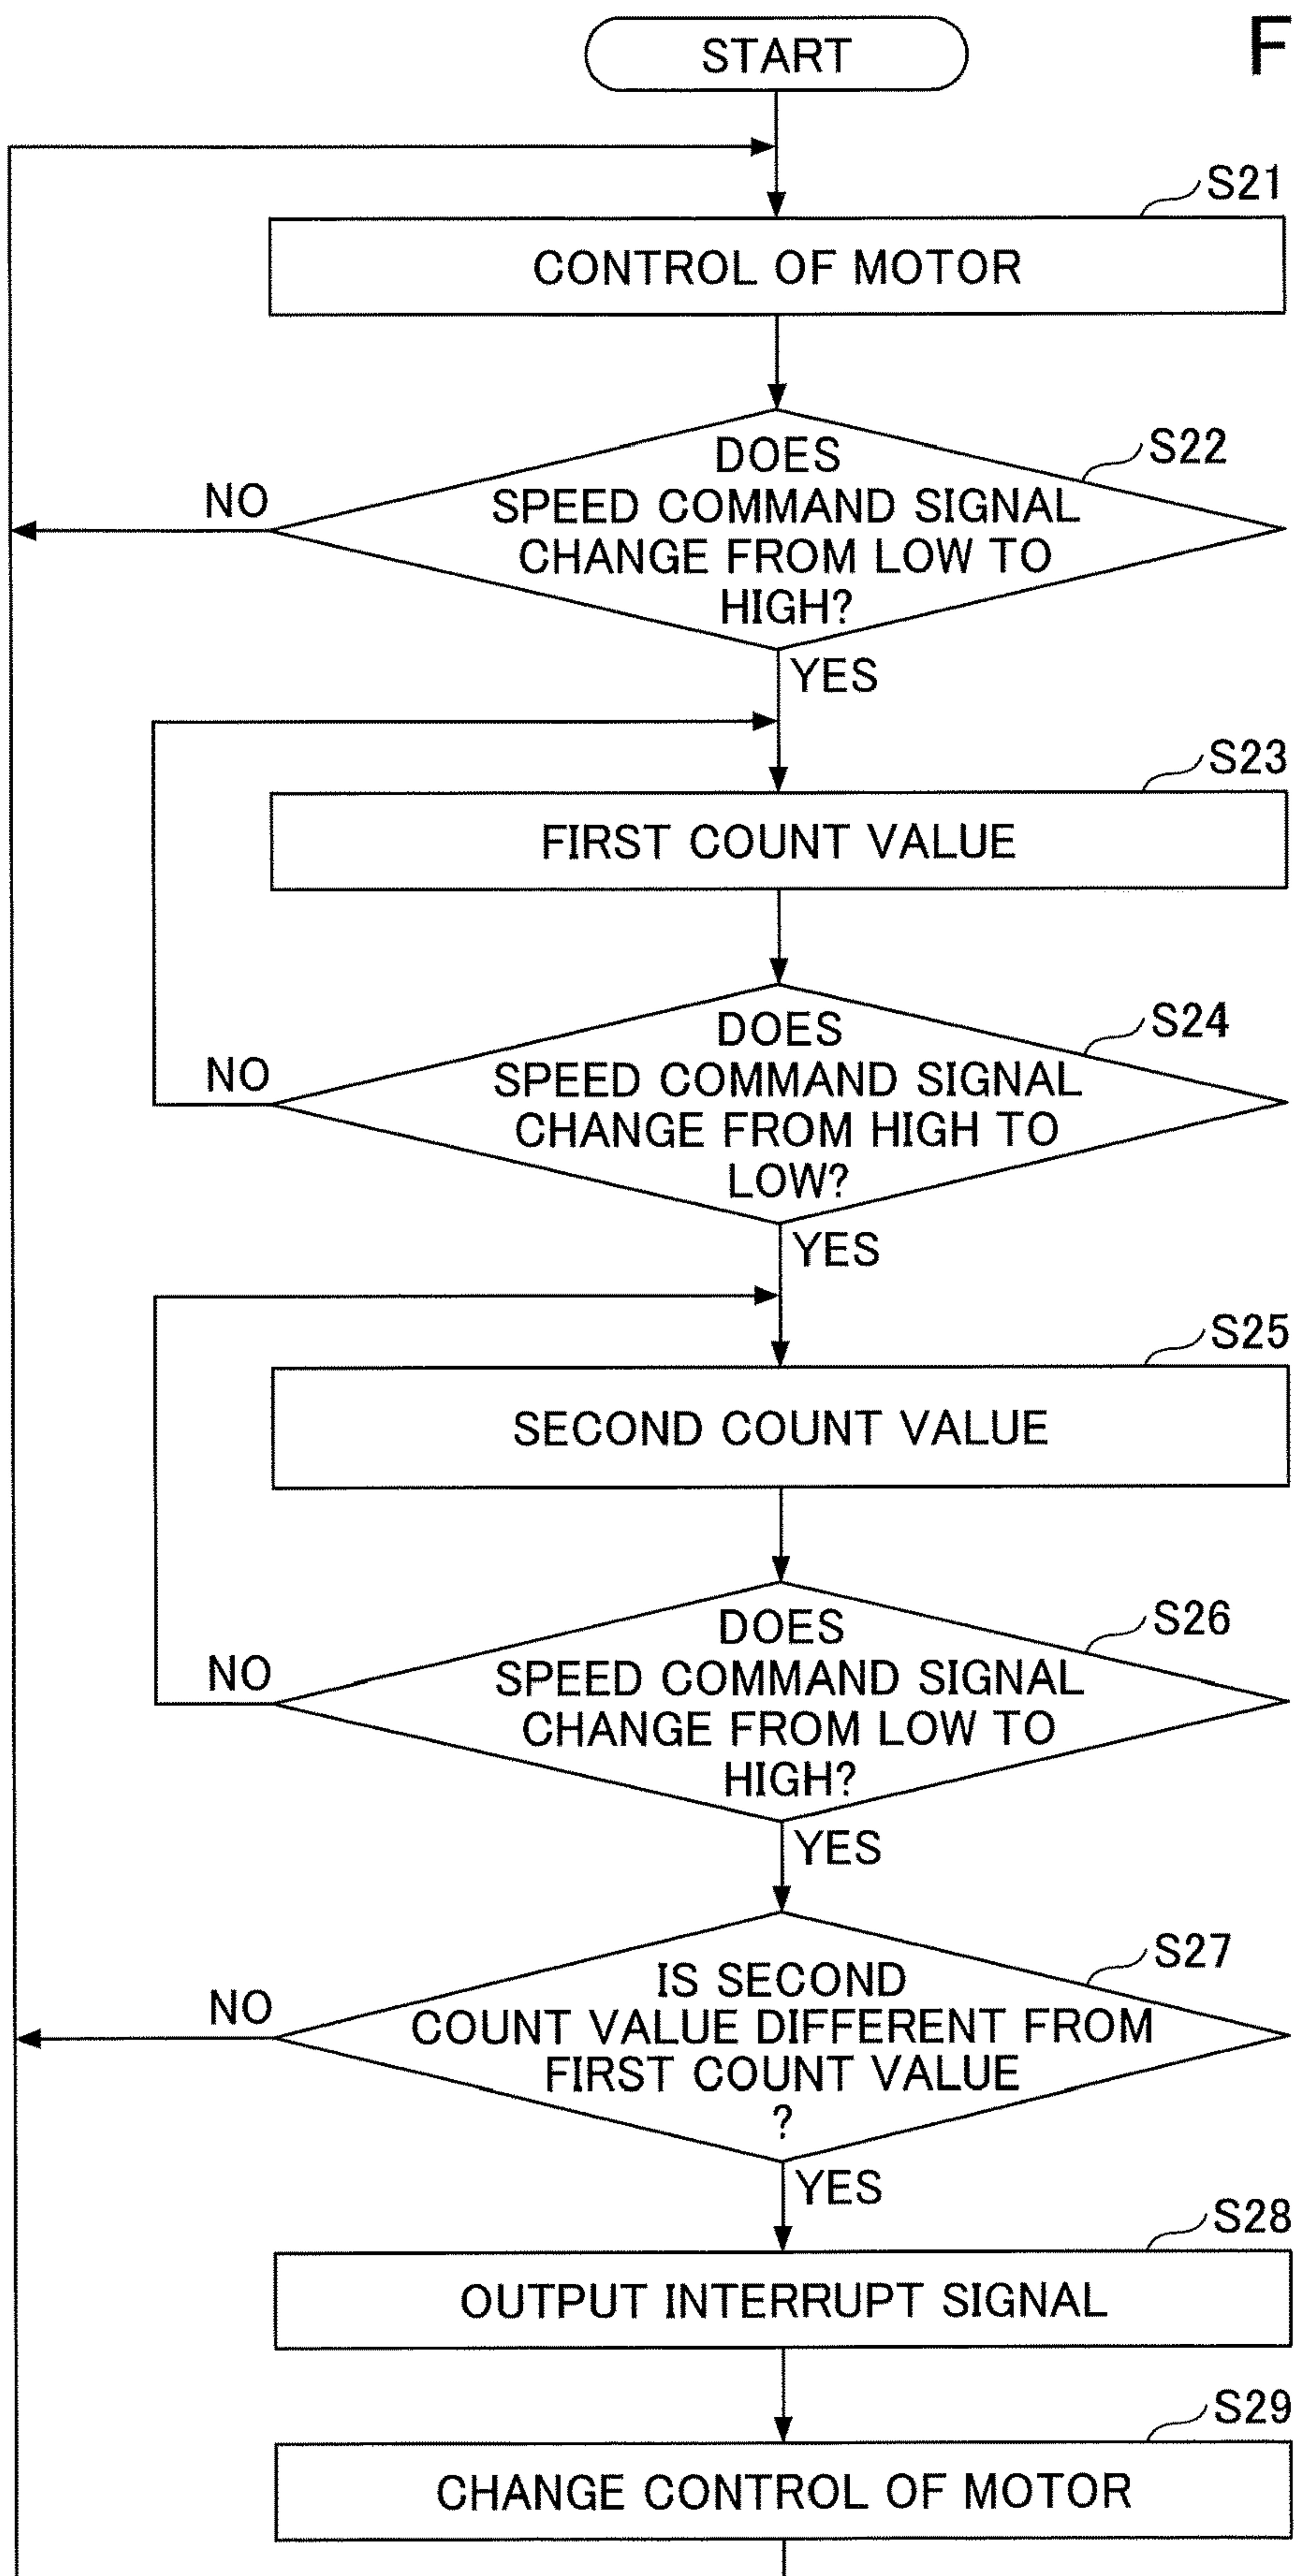 F
START
S21
CONTROL OF MOTOR
S22
DOES
SPEED COMMAND SIGNAL
CHANGE FROM LOW TO
HIGH?
NO
YES
S23
FIRST COUNT VALUE
S24
DOES
SPEED COMMAND SIGNAL
CHANGE FROM HIGH TO
LOW?
NO
YES
S25
SECOND COUNT VALUE
S26
DOES
SPEED COMMAND SIGNAL
CHANGE FROM LOW TO
HIGH?
NO
YES
S27
IS SECOND
COUNT VALUE DIFFERENT FROM
FIRST COUNT VALUE
?
NO
YES
S28
OUTPUT INTERRUPT SIGNAL
S29
CHANGE CONTROL OF MOTOR